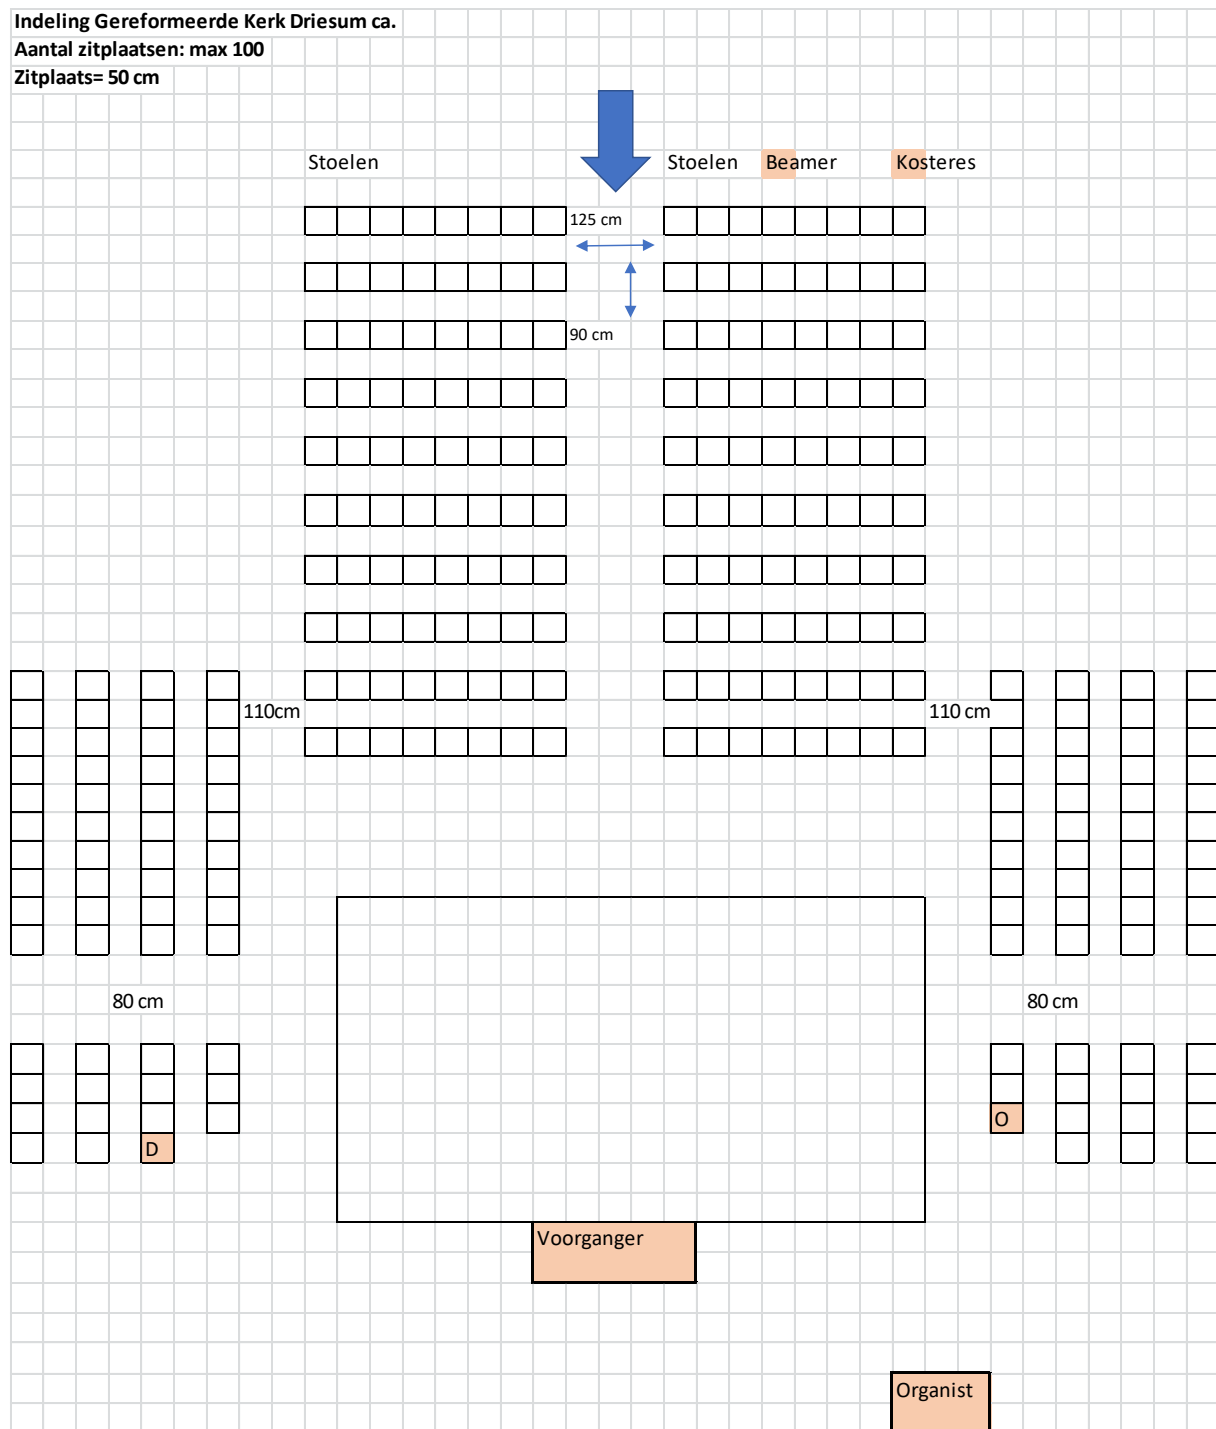 Indeling Gereformeerde Kerk Driesum ca.
Aantal zitplaatsen: max 100
Zitplaats= 50 cm
Stoelen Stoelen Beamer Kosteres
125 cm
90 cm
110cm 110 cm
80 cm 80 cm
O
D
Voorganger
Organist